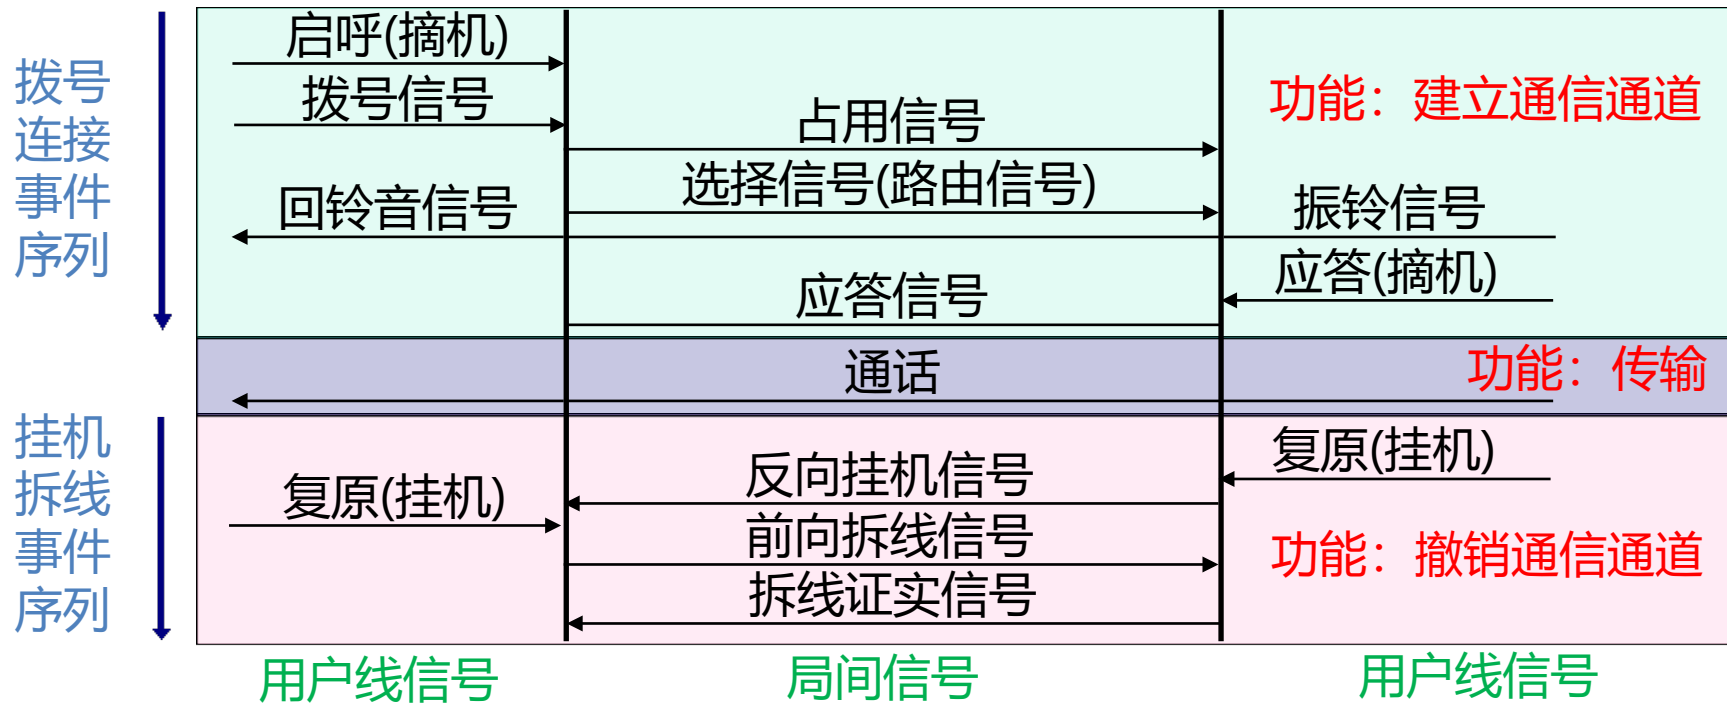 拨号
连接
事件
序列
启呼(摘机)
拨号信号
占用信号
功能：建立通信通道
选择信号(路由信号)
回铃音信号
振铃信号
应答(摘机)
应答信号
通话
功能：传输
挂机
拆线
事件
序列
复原(挂机)
反向挂机信号
复原(挂机)
前向拆线信号
功能：撤销通信通道
拆线证实信号
用户线信号
局间信号
用户线信号